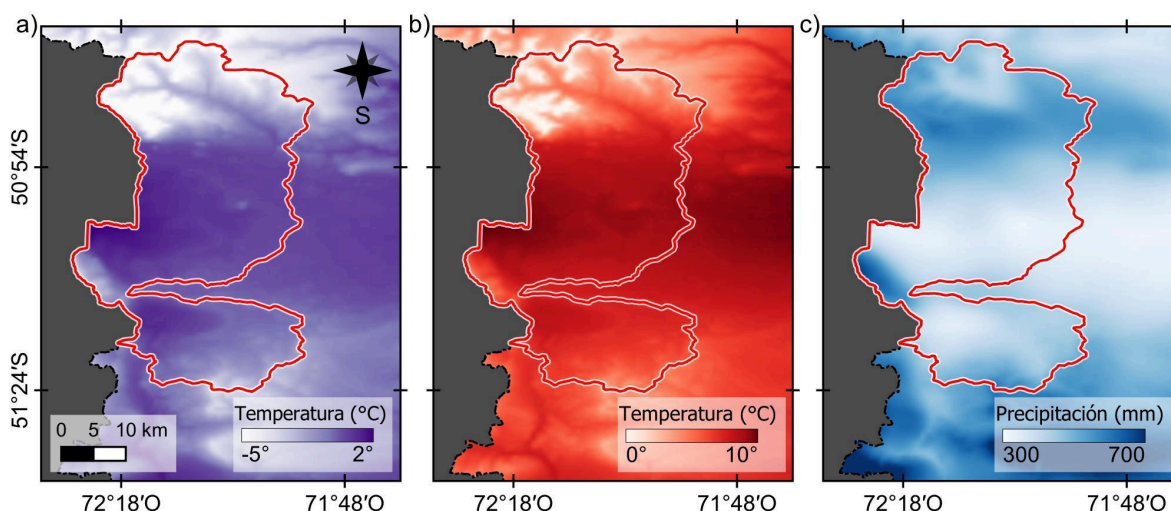 a)
b)
c)
S
50°54'S
51°24'S
0 5 10 km
Temperatura (°C)
-5° 2°
Temperatura (°C)
0° 10°
Precipitación (mm)
300 700
72°18'O 71°48'O
72°18'O 71°48'O
72°18'O 71°48'O